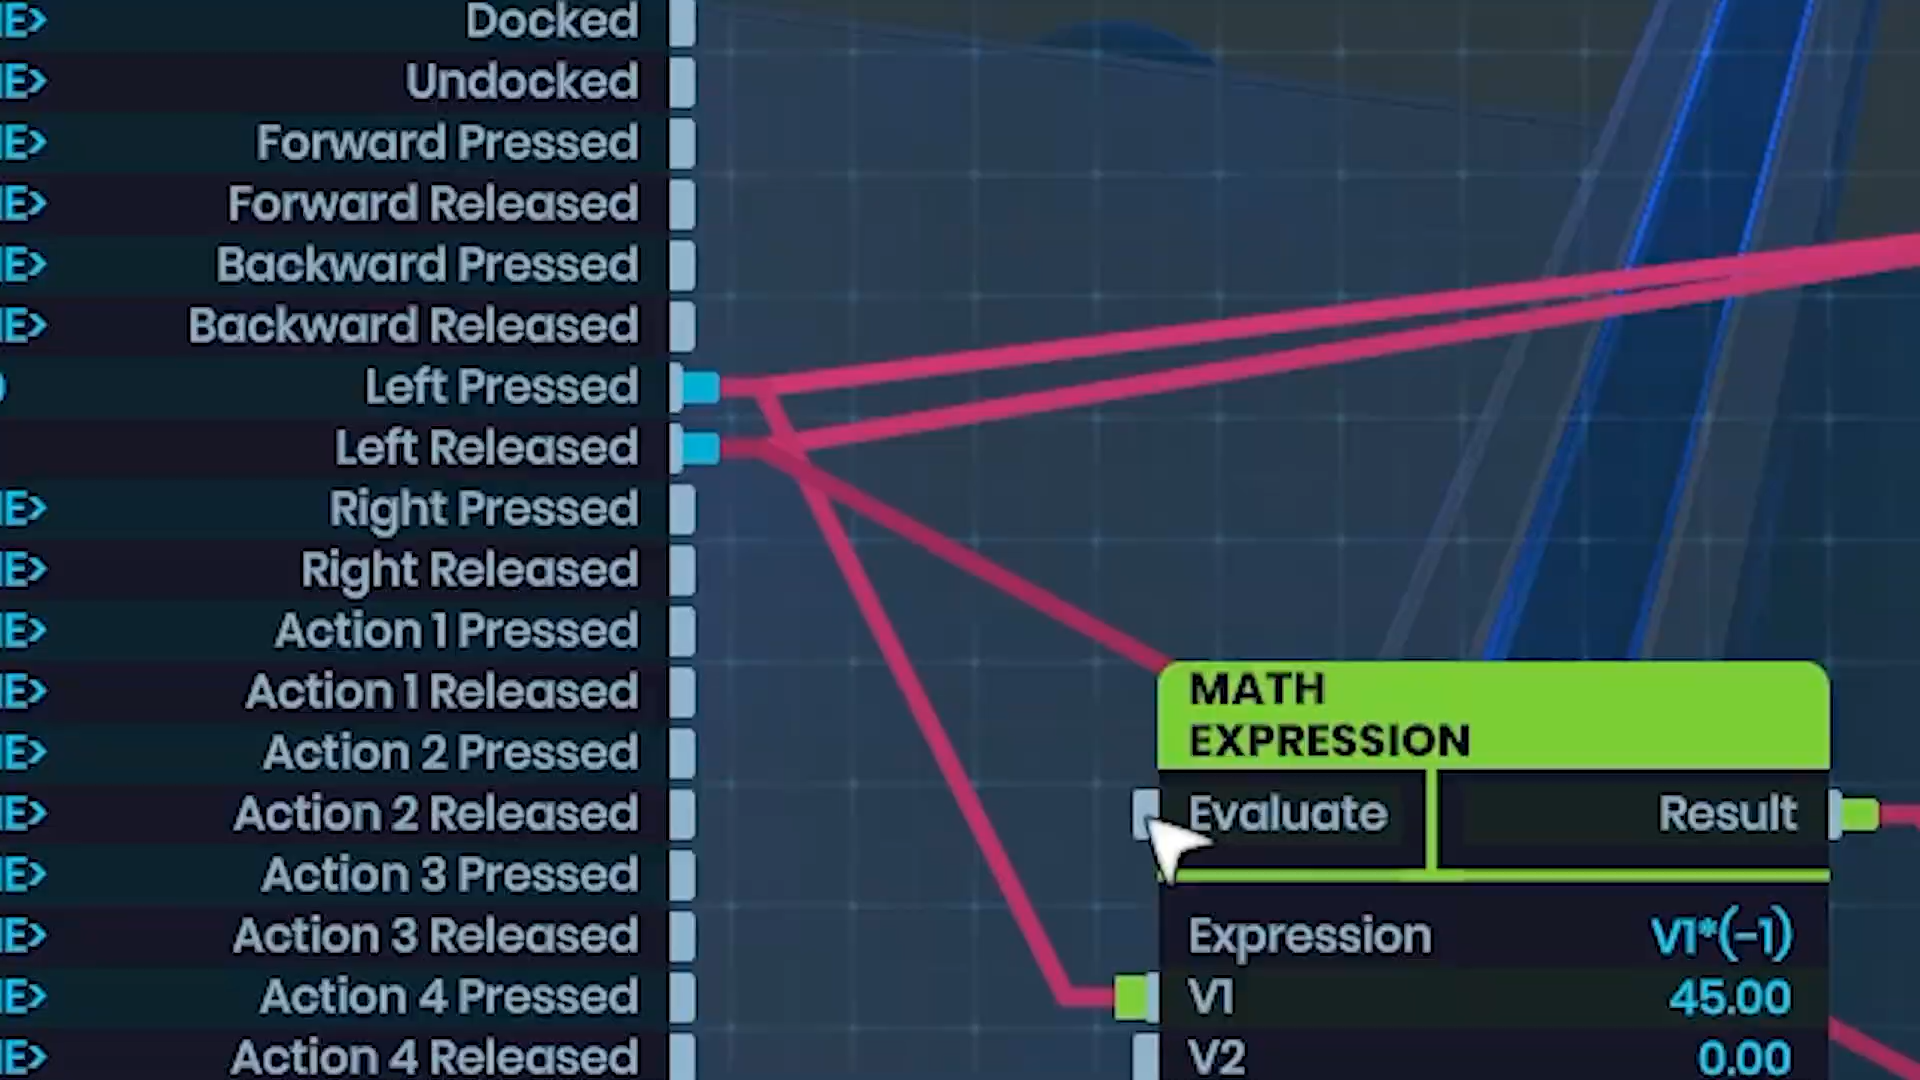 Docked
E> Undocked
E> Forward Pressed
E> Forward Released
E> Backward Pressed
E> Backward Released
Left Pressed
Left Released
E> Right Pressed
E> Right Released
E> Action 1 Pressed
E> Action 1 Released
E> Action 2 Pressed
E> Action 2 Released
E> Action 3 Pressed
E> Action 3 Released
E> Action 4 Pressed
E> Action 4 Released
MATH
EXPRESSION
Evaluate Result
Expression V1*(-1)
V1 45.00
V2 0.00